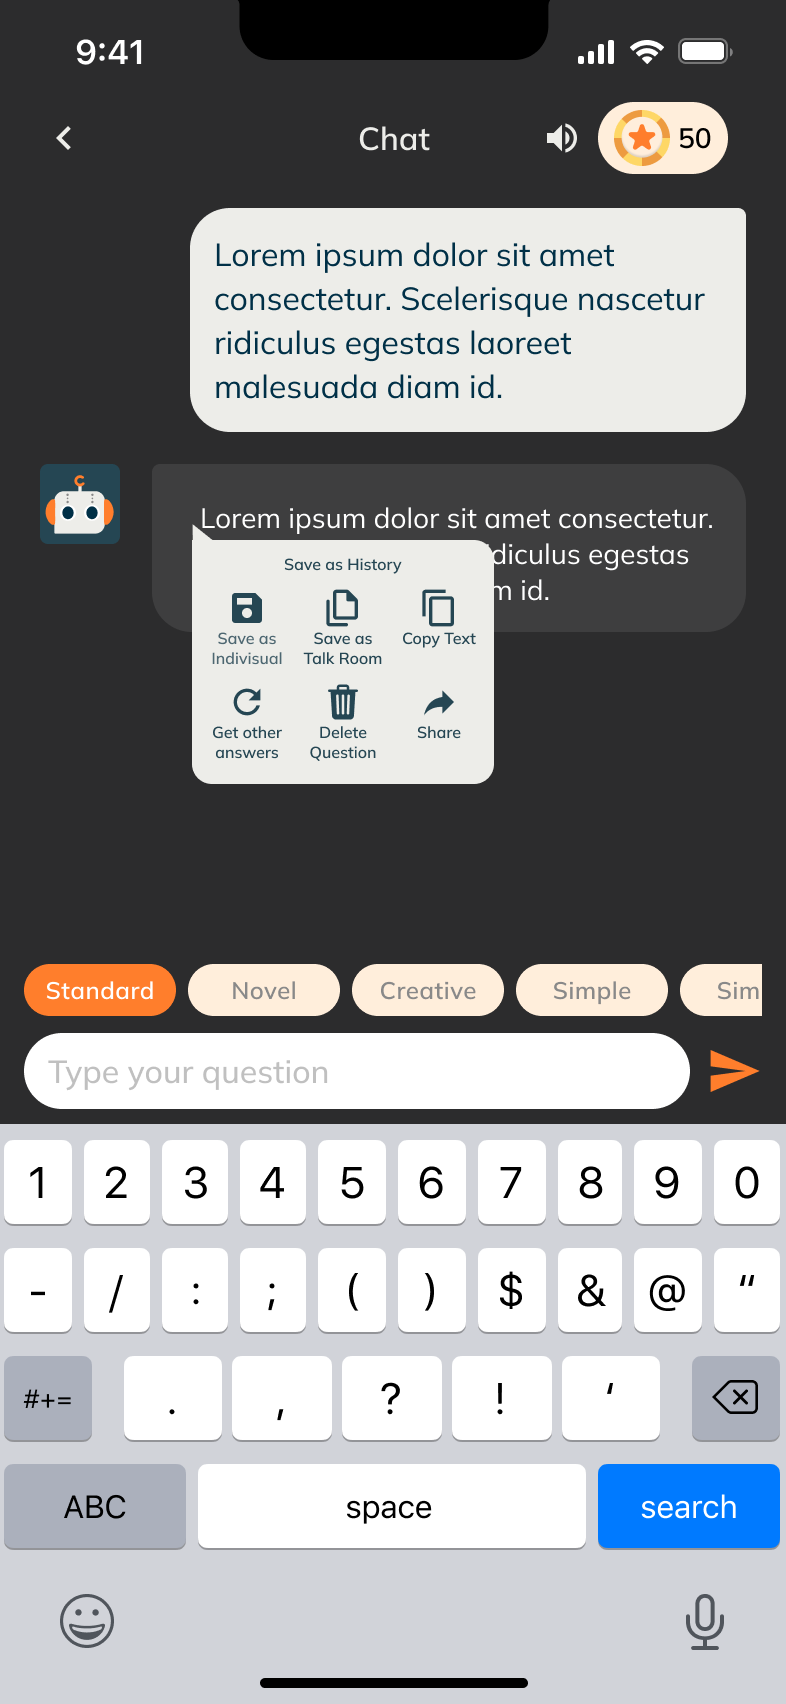 9:41
Chat
50
Lorem ipsum dolor sit amet
consectetur. Scelerisque nascetur
ridiculus egestas laoreet
malesuada diam id.
Lorem ipsum dolor sit amet consectetur.
diculus egestas
m id.
Save as History
Save as
Indivisual
Save as
Talk Room
Copy Text
Get other
answers
Delete
Question
Share
Standard Novel Creative Simple Sim
Type your question
1 2 3 4 5 6 7 8 9 0
- / : ; ( ) $ & @ “
#+= . , ? ! ‘
ABC space search